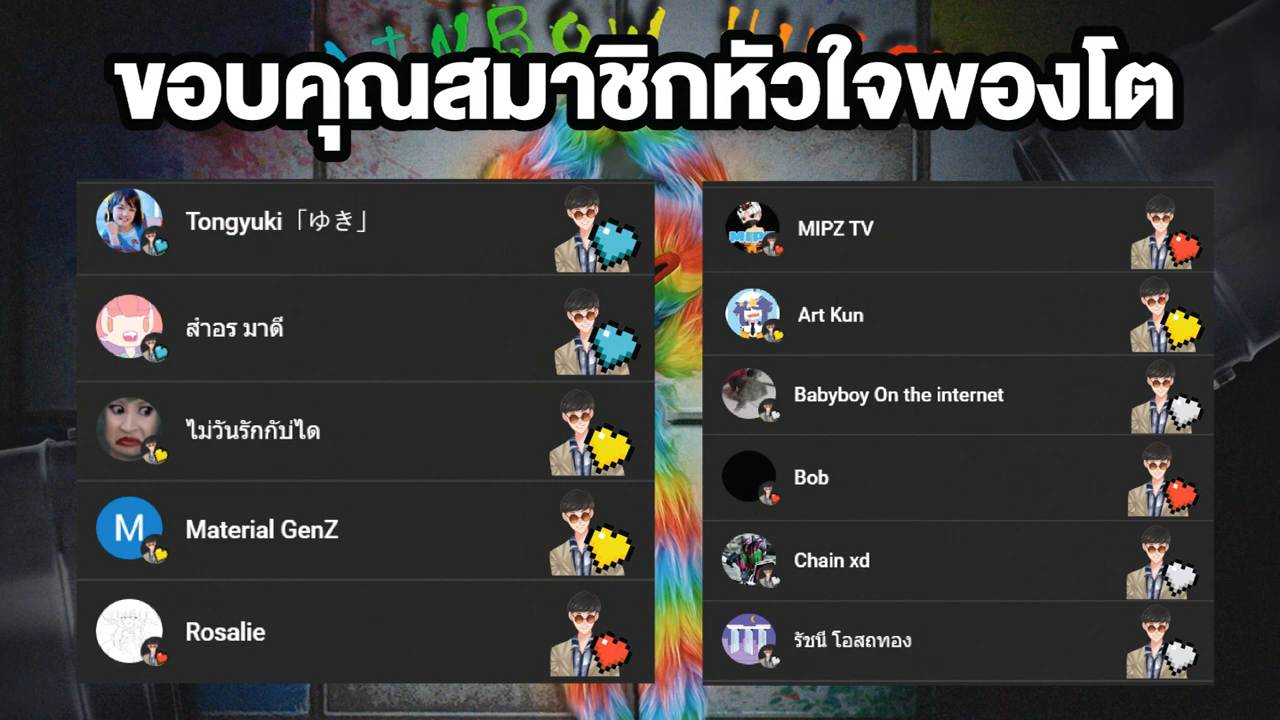 ขอบคุณสมาชิกหัวใจพองโต
Tongyuki「ゆき」
สำอร มาดี
ไม่วันรักกับได
M
Material GenZ
Rosalie
MIPZ TV
Art Kun
Babyboy On the internet
Bob
Chain xd
รัชนี โอสถทอง